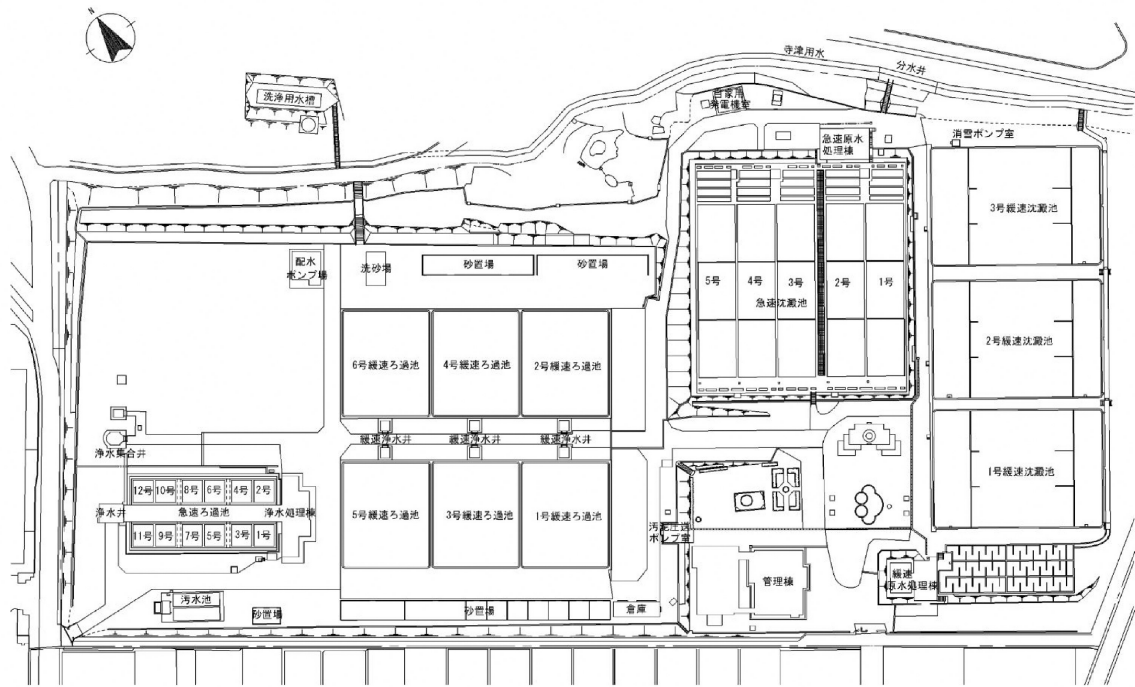 N
寺津用水
分水井
洗浄用水槽
自家用
発電機室
急速原水
処理棟
消雪ポンプ室
3号緩速沈澱池
配水
ポンプ場
洗砂場
砂置場
砂置場
5号
4号
3号
2号
1号
急速沈澱池
2号緩速沈澱池
6号緩速ろ過池
4号緩速ろ過池
2号緩速ろ過池
緩速浄水井
緩速浄水井
緩速浄水井
1号緩速沈澱池
浄水集合井
12号
10号
8号
6号
4号
2号
浄水井
急速ろ過池
浄水処理棟
11号
9号
7号
5号
3号
1号
5号緩速ろ過池
3号緩速ろ過池
1号緩速ろ過池
汚泥圧送
ポンプ室
管理棟
緩速
原水処理棟
汚水池
砂置場
砂置場
倉庫